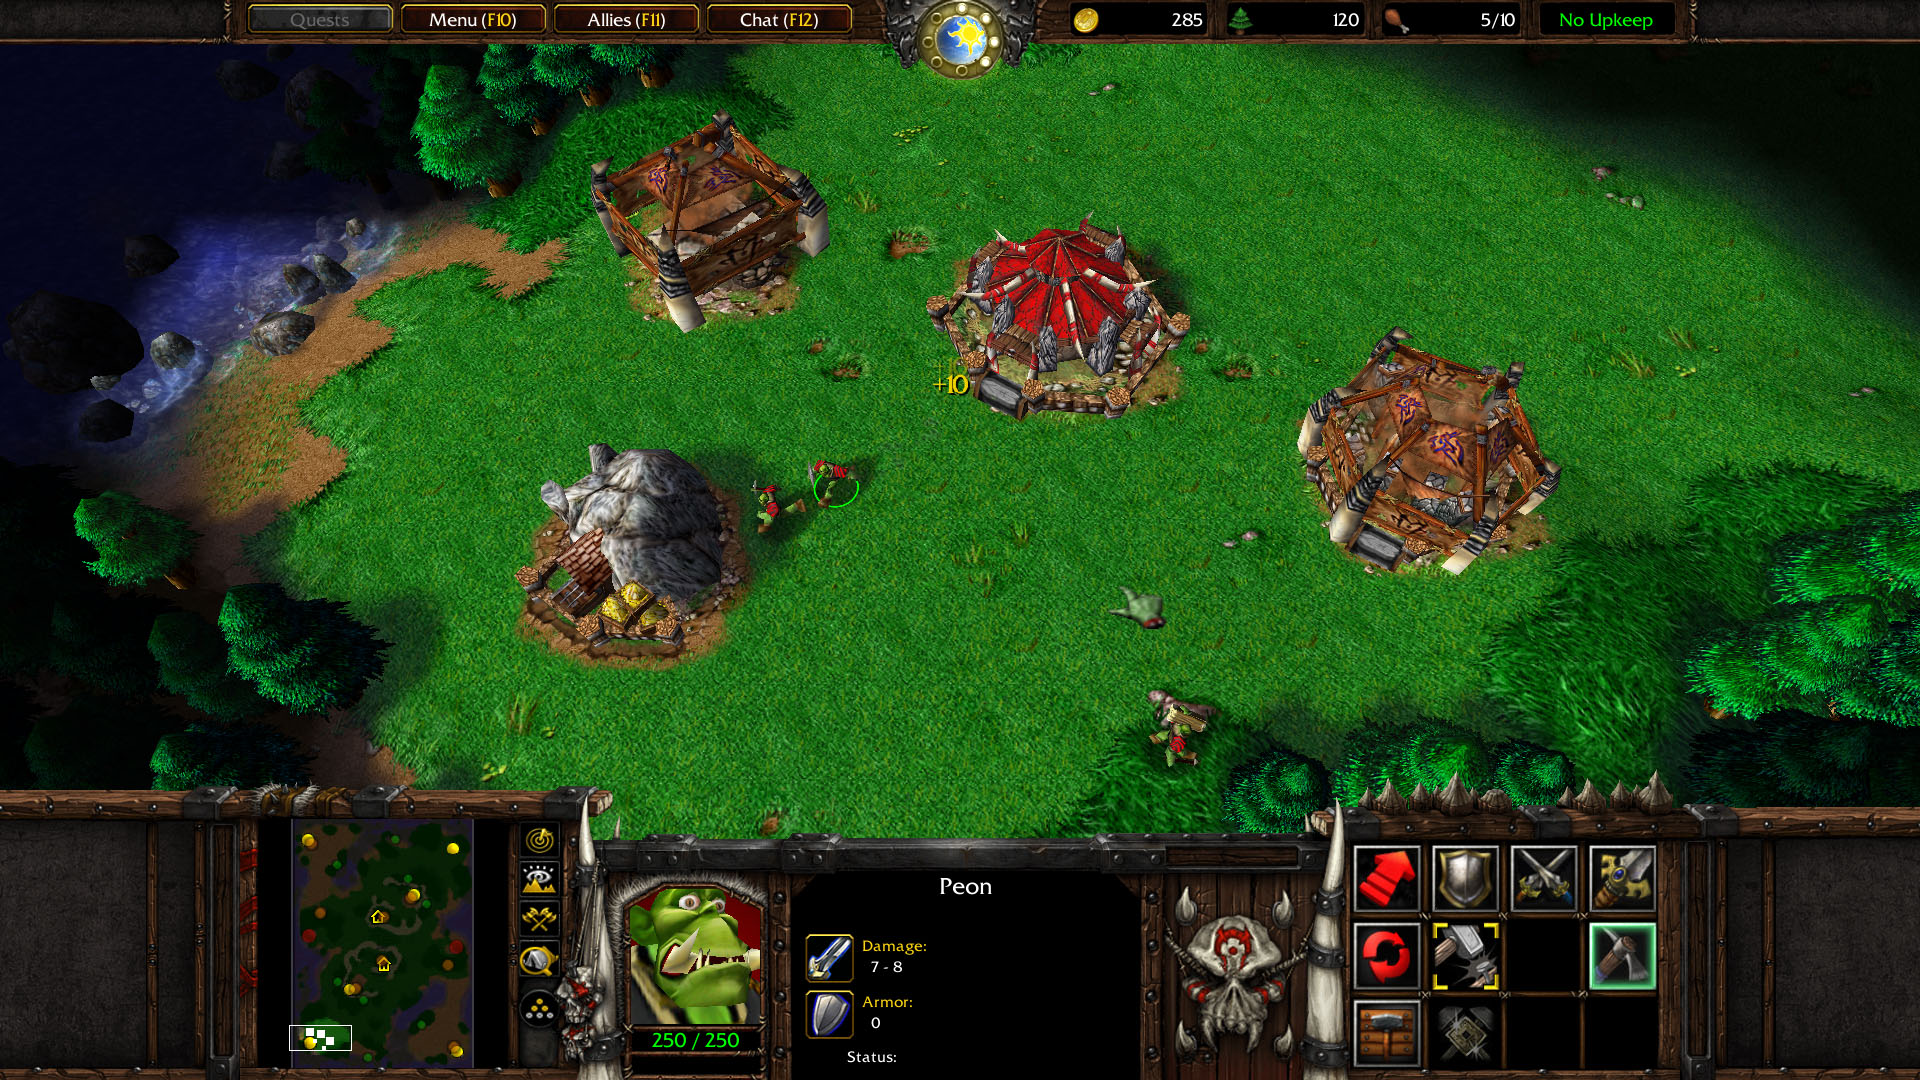 Quests
Menu (F10)
Allies (F11)
Chat (F12)
285
120
5/10
No Upkeep
+10
Peon
Damage:
7 - 8
Armor:
0
250 / 250
Status: